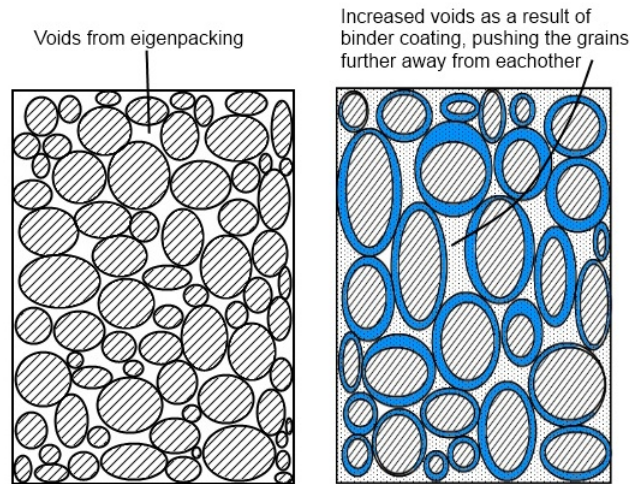 Voids from eigenpacking
Increased voids as a result of
binder coating, pushing the grains
further away from eachother